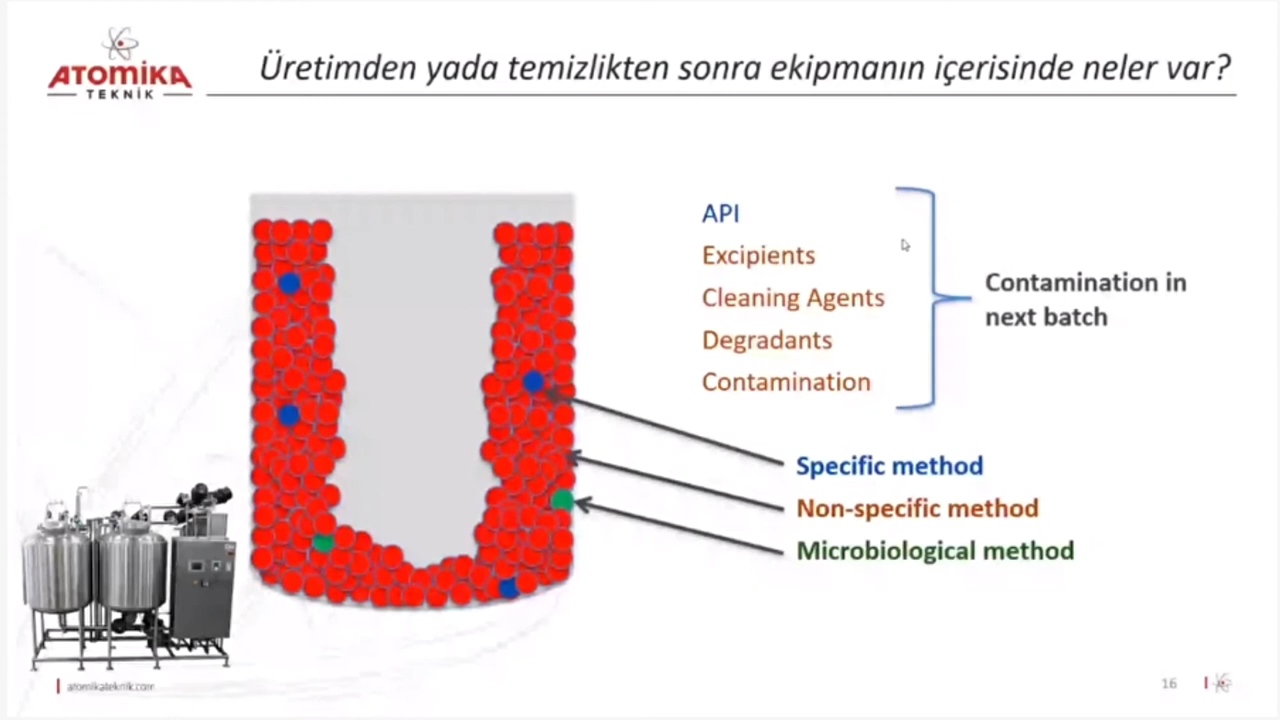 ATOMİKA
TEKNİK
Üretimden yada temizlikten sonra ekipmanın içerisinde neler var?
API
Excipients
Cleaning Agents
Degradants
Contamination
Contamination in
next batch
Specific method
Non-specific method
Microbiological method
atomikateknik.com
16